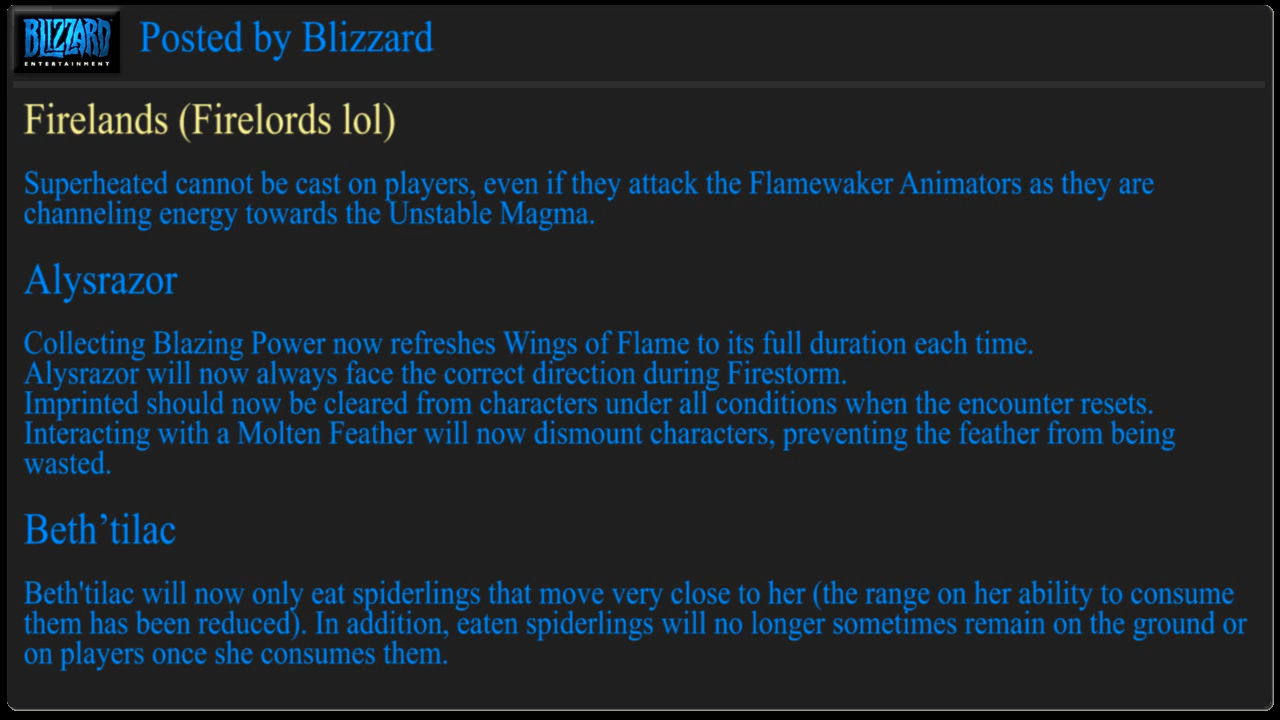 BLIZZARD
ENTERTAINMENT
Posted by Blizzard
Firelands (Firelords lol)
Superheated cannot be cast on players, even if they attack the Flamewaker Animators as they are
channeling energy towards the Unstable Magma.
Alysrazor
Collecting Blazing Power now refreshes Wings of Flame to its full duration each time.
Alysrazor will now always face the correct direction during Firestorm.
Imprinted should now be cleared from characters under all conditions when the encounter resets.
Interacting with a Molten Feather will now dismount characters, preventing the feather from being
wasted.
Beth’tilac
Beth'tilac will now only eat spiderlings that move very close to her (the range on her ability to consume
them has been reduced). In addition, eaten spiderlings will no longer sometimes remain on the ground or
on players once she consumes them.